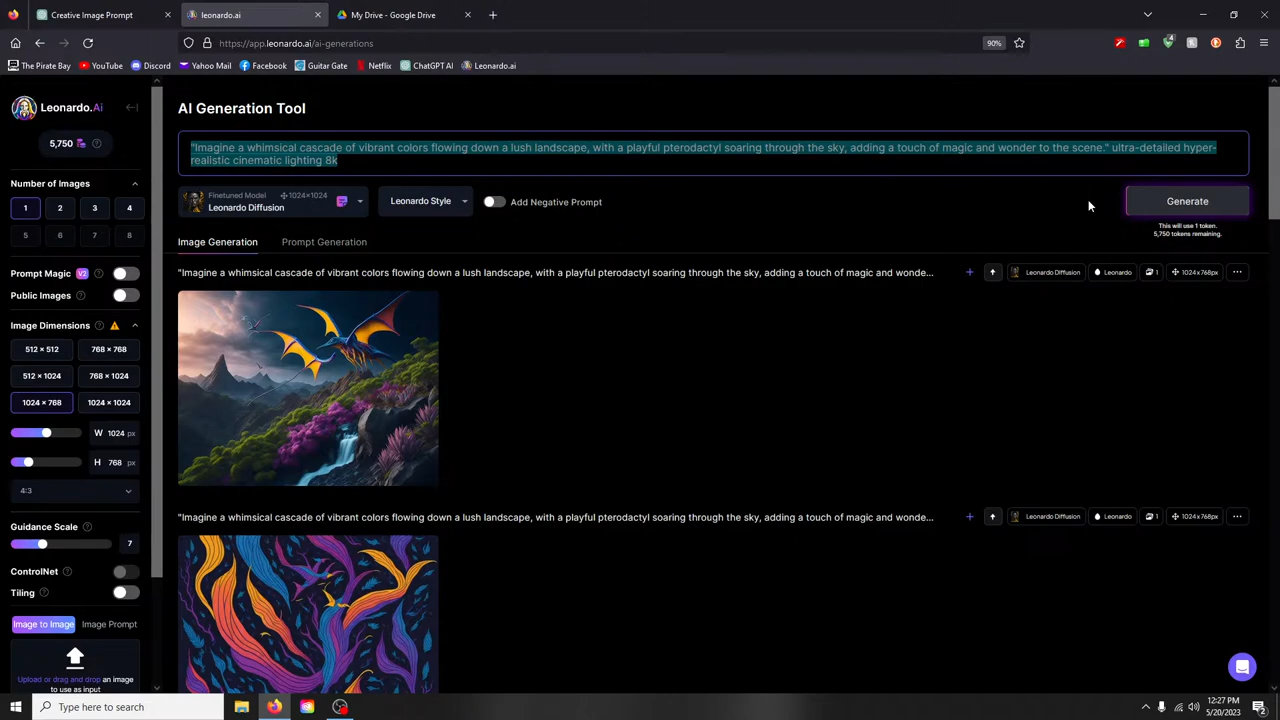 Creative Image Prompt
leonardo.ai
My Drive - Google Drive
https://app.leonardo.ai/ai-generations
90%
The Pirate Bay
YouTube
Discord
Yahoo Mail
Facebook
Guitar Gate
Netflix
ChatGPT AI
Leonardo.ai
Leonardo.Ai
5,750
Number of Images
1 2 3 4
5 6 7 8
Prompt Magic V2
Public Images
Image Dimensions
512 × 512 768 × 768
512 × 1024 768 × 1024
1024 × 768 1024 × 1024
W 1024 px
H 768 px
4:3
Guidance Scale
7
ControlNet
Tiling
Image to Image Image Prompt
Upload or drag and drop an image
to use as input
AI Generation Tool
"Imagine a whimsical cascade of vibrant colors flowing down a lush landscape, with a playful pterodactyl soaring through the sky, adding a touch of magic and wonder to the scene." ultra-detailed hyper-
realistic cinematic lighting 8k
Finetuned Model 1024×1024
Leonardo Diffusion
Leonardo Style
Add Negative Prompt
Generate
This will use 1 token.
5,750 tokens remaining.
Image Generation Prompt Generation
"Imagine a whimsical cascade of vibrant colors flowing down a lush landscape, with a playful pterodactyl soaring through the sky, adding a touch of magic and wonde...
Leonardo Diffusion Leonardo 1 1024 x 768px
"Imagine a whimsical cascade of vibrant colors flowing down a lush landscape, with a playful pterodactyl soaring through the sky, adding a touch of magic and wonde...
Leonardo Diffusion Leonardo 1 1024 x 768px
Type here to search
12:27 PM
5/20/2023
2